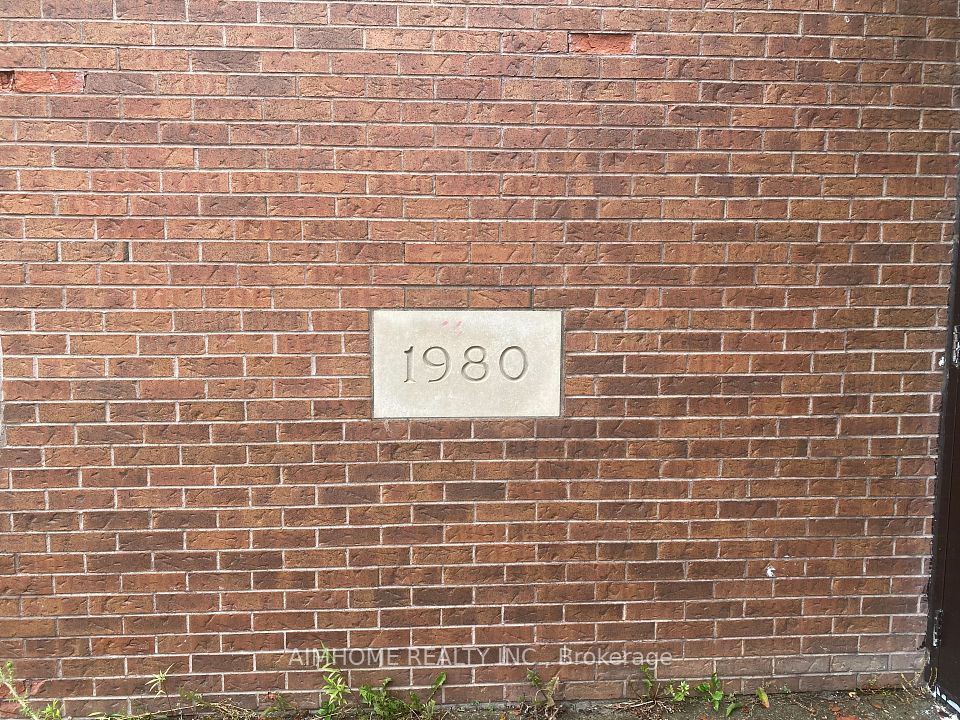 1980
AIMHOME REALTY INC., Brokerage